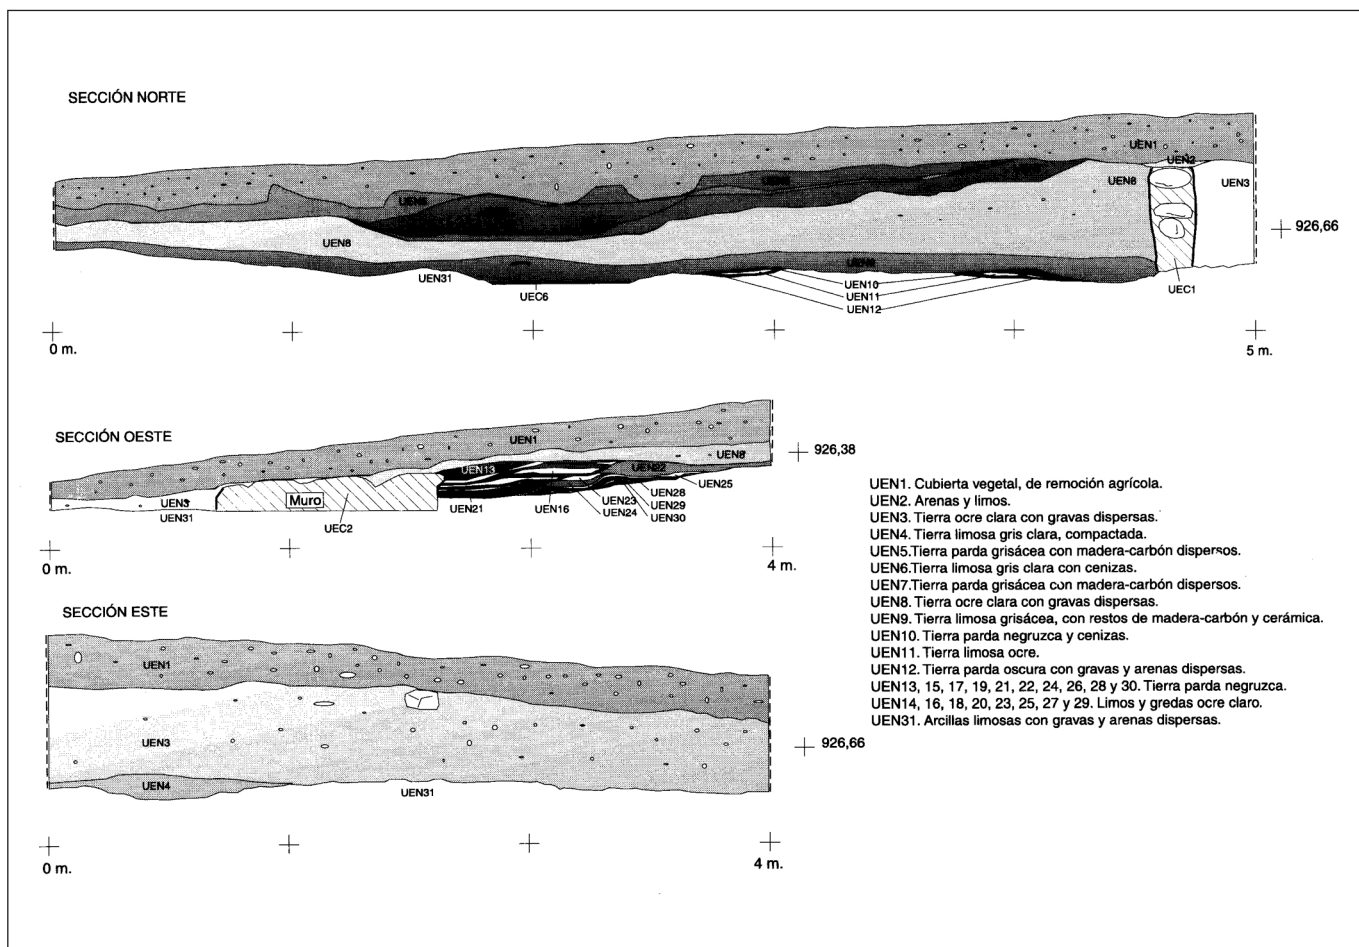 SECCIÓN NORTE
UEN1
UEN2
UEN8
UEN3
926,66
UEN8
UEN31
UEC6
UEN10
UEN11
UEN12
UEC1
0 m.
5 m.
SECCIÓN OESTE
UEN1
UEN8
926,38
UEN13
UEN22
UEN25
UEN3
Muro
UEN28
UEN23
UEN29
UEN31
UEN21
UEN16
UEN24
UEN30
UEC2
0 m.
4 m.
SECCIÓN ESTE
UEN1
UEN3
926,66
UEN4
UEN31
0 m.
4 m.
UEN1. Cubierta vegetal, de remoción agrícola.
UEN2. Arenas y limos.
UEN3. Tierra ocre clara con gravas dispersas.
UEN4. Tierra limosa gris clara, compactada.
UEN5.Tierra parda grisácea con madera-carbón dispersos.
UEN6.Tierra limosa gris clara con cenizas.
UEN7.Tierra parda grisácea con madera-carbón dispersos.
UEN8. Tierra ocre clara con gravas dispersas.
UEN9. Tierra limosa grisácea, con restos de madera-carbón y cerámica.
UEN10. Tierra parda negruzca y cenizas.
UEN11. Tierra limosa ocre.
UEN12. Tierra parda oscura con gravas y arenas dispersas.
UEN13, 15, 17, 19, 21, 22, 24, 26, 28 y 30. Tierra parda negruzca.
UEN14, 16, 18, 20, 23, 25, 27 y 29. Limos y gredas ocre claro.
UEN31. Arcillas limosas con gravas y arenas dispersas.